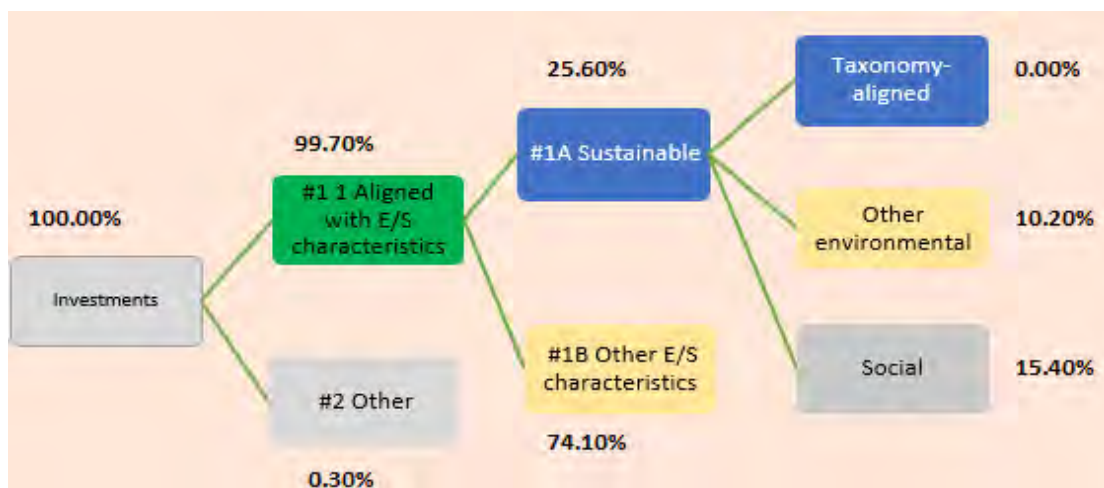 25.60%
Taxonomy-
aligned
0.00%
99.70%
#1A Sustainable
#1 1 Aligned
with E/S
characteristics
100.00%
Other
environmental
10.20%
Investments
#1B Other E/S
characteristics
Social
15.40%
#2 Other
74.10%
0.30%